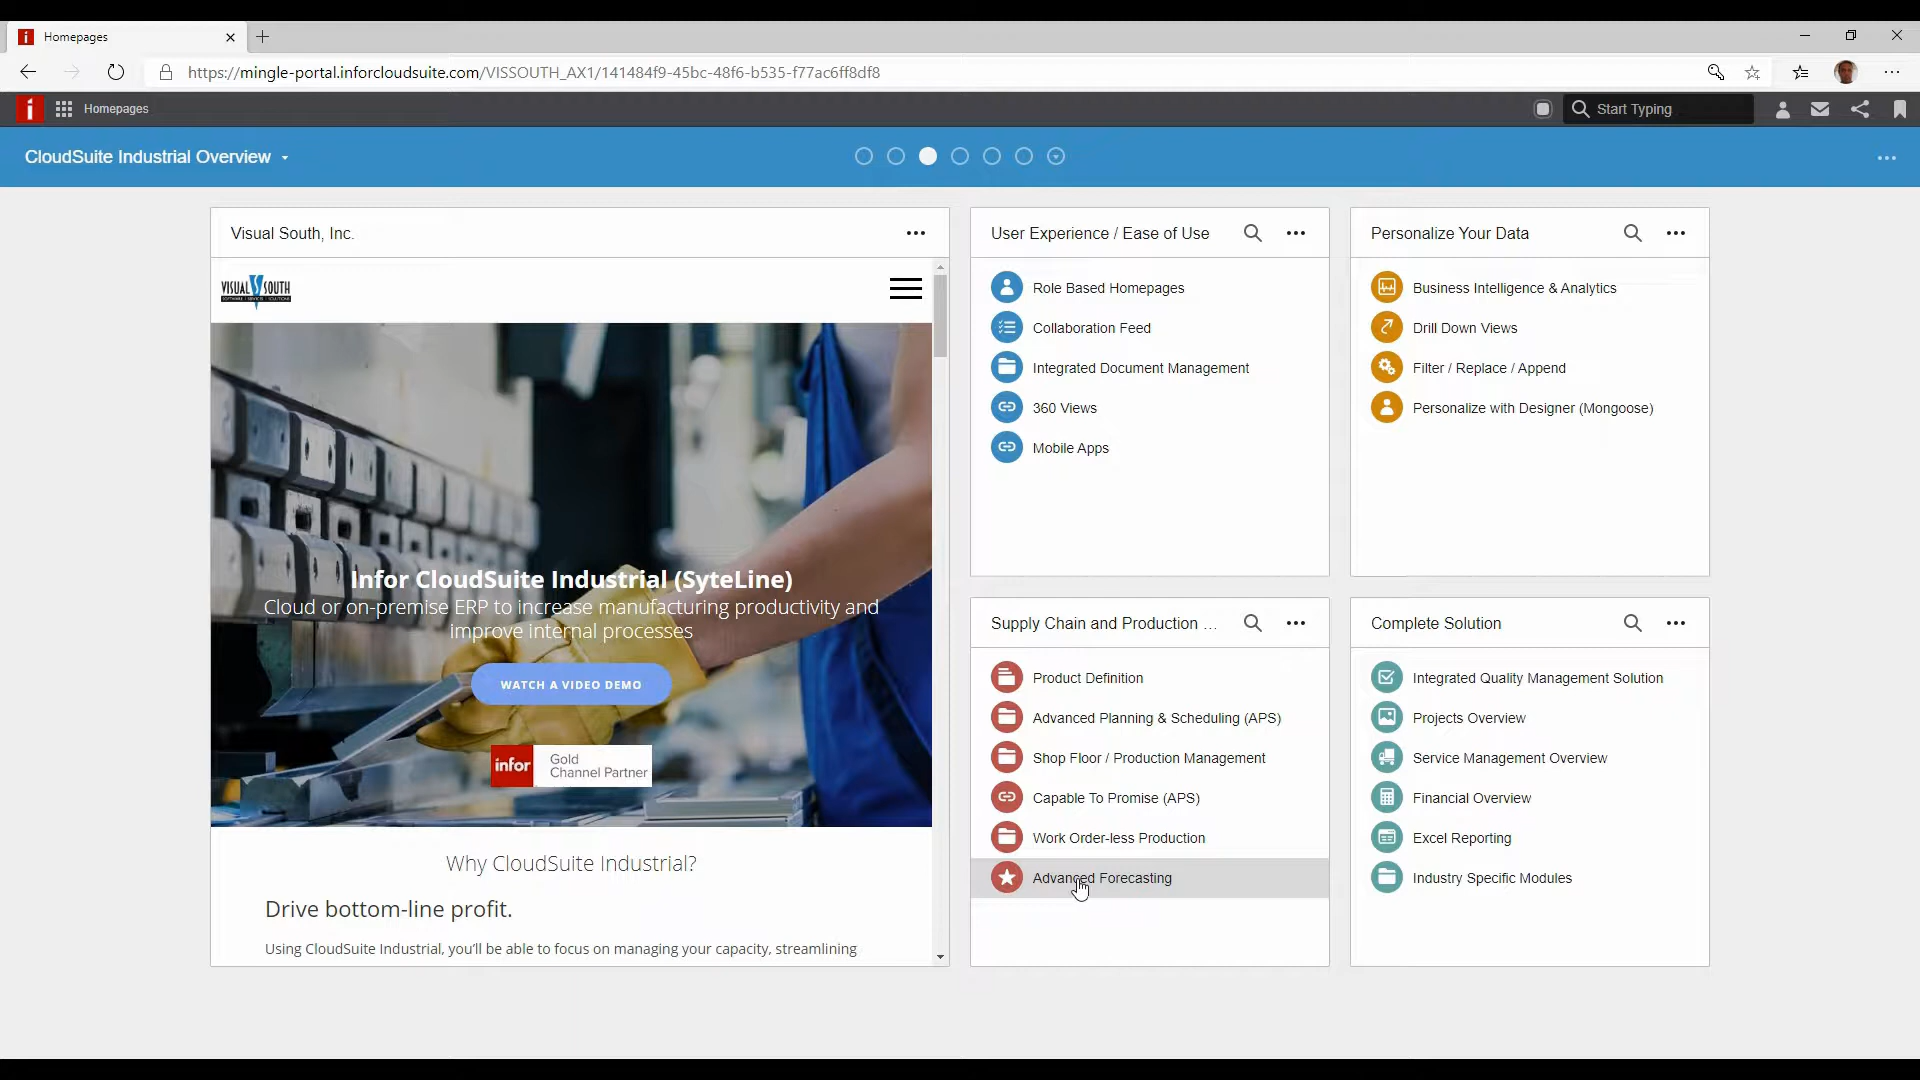 Homepages
https://mingle-portal.inforcloudsuite.com/VISSOUTH_AX1/141484f9-45bc-48f6-b535-f77ac6ff8df8
Homepages
Start Typing
CloudSuite Industrial Overview
Visual South, Inc.
VISUAL SOUTH
SOFTWARE | SERVICES | SOLUTIONS
Infor CloudSuite Industrial (SyteLine)
Cloud or on-premise ERP to increase manufacturing productivity and
improve internal processes
WATCH A VIDEO DEMO
infor
Gold
Channel Partner
Why CloudSuite Industrial?
Drive bottom-line profit.
Using CloudSuite Industrial, you'll be able to focus on managing your capacity, streamlining
User Experience / Ease of Use
Role Based Homepages
Collaboration Feed
Integrated Document Management
360 Views
Mobile Apps
Personalize Your Data
Business Intelligence & Analytics
Drill Down Views
Filter / Replace / Append
Personalize with Designer (Mongoose)
Supply Chain and Production ...
Product Definition
Advanced Planning & Scheduling (APS)
Shop Floor / Production Management
Capable To Promise (APS)
Work Order-less Production
Advanced Forecasting
Complete Solution
Integrated Quality Management Solution
Projects Overview
Service Management Overview
Financial Overview
Excel Reporting
Industry Specific Modules